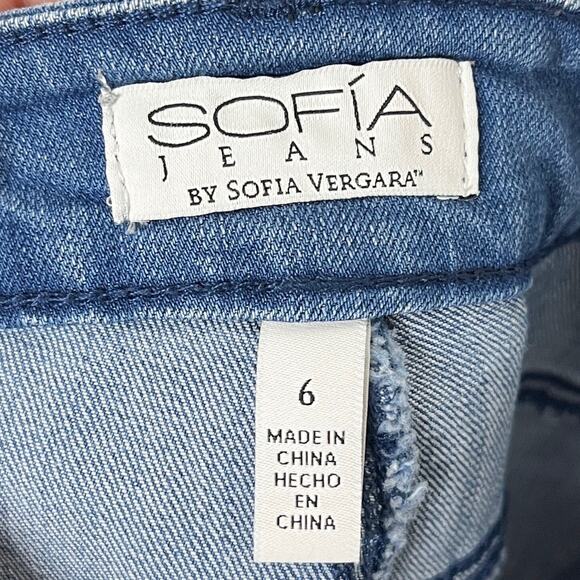 SOFÍA
JEANS
BY SOFIA VERGARA™
6
MADE IN
CHINA
HECHO
EN
CHINA